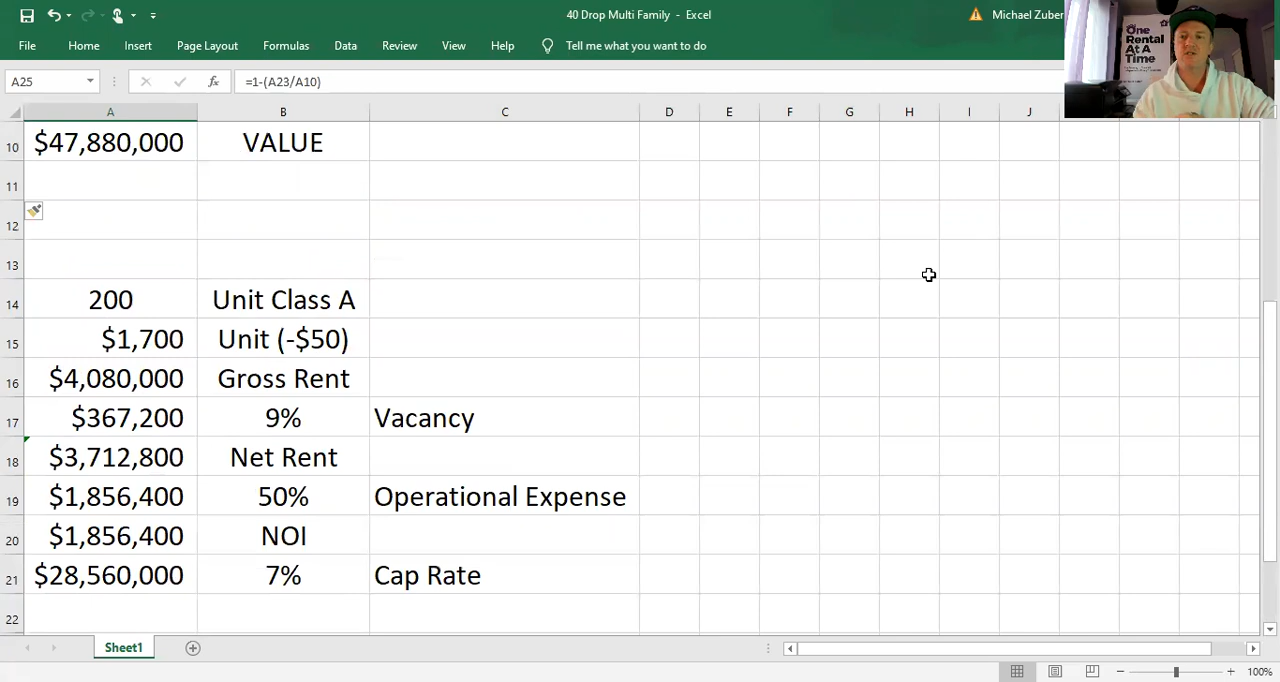 40 Drop Multi Family - Excel
Michael Zuber
File Home Insert Page Layout Formulas Data Review View Help Tell me what you want to do
A25 fx =1-(A23/A10)
One
Rental
At A
Time
A B C D E F G H I J
10 $47,880,000 VALUE
11
12
13
14 200 Unit Class A
15 $1,700 Unit (-$50)
16 $4,080,000 Gross Rent
17 $367,200 9% Vacancy
18 $3,712,800 Net Rent
19 $1,856,400 50% Operational Expense
20 $1,856,400 NOI
21 $28,560,000 7% Cap Rate
22
Sheet1
100%